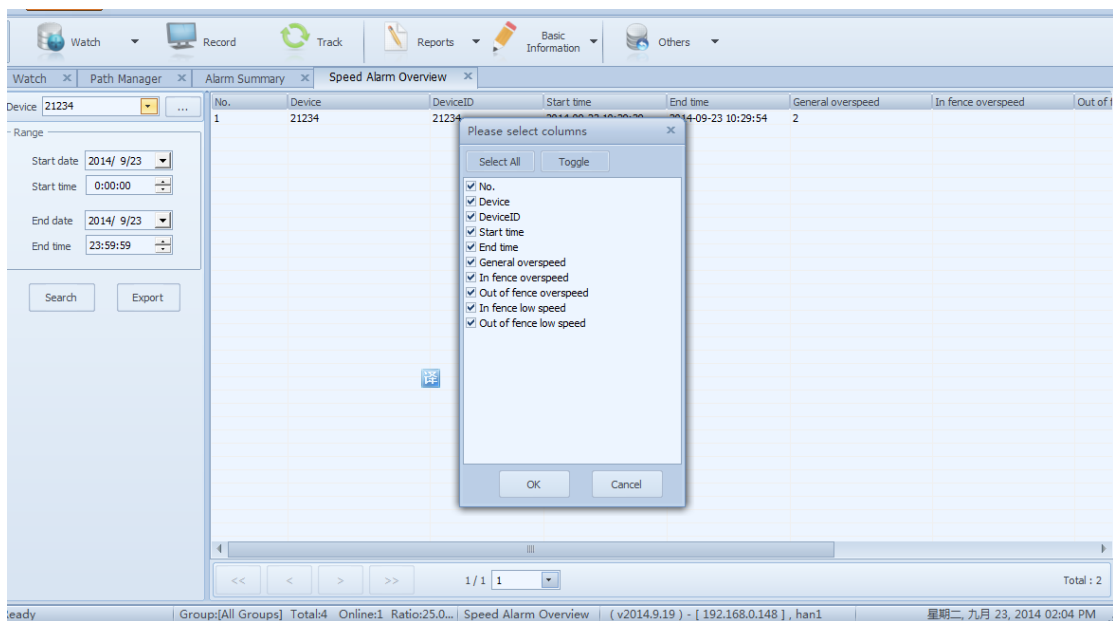 Watch Record Track Reports Basic Information Others
Watch × Path Manager × Alarm Summary × Speed Alarm Overview ×
Device 21234 ...
No. Device DeviceID Start time End time General overspeed In fence overspeed Out of
1 21234 21234 2014-09-23 10:29:54 2
Range
Start date 2014/ 9/23
Start time 0:00:00
End date 2014/ 9/23
End time 23:59:59
Search Export
Please select columns ×
Select All Toggle
No.
Device
DeviceID
Start time
End time
General overspeed
In fence overspeed
Out of fence overspeed
In fence low speed
Out of fence low speed
译
OK Cancel
<< < > >> 1/1 1 Total : 2
eady Group:[All Groups] Total:4 Online:1 Ratio:25.0... Speed Alarm Overview ( v2014.9.19 ) - [ 192.168.0.148 ] , han1 星期二, 九月 23, 2014 02:04 PM